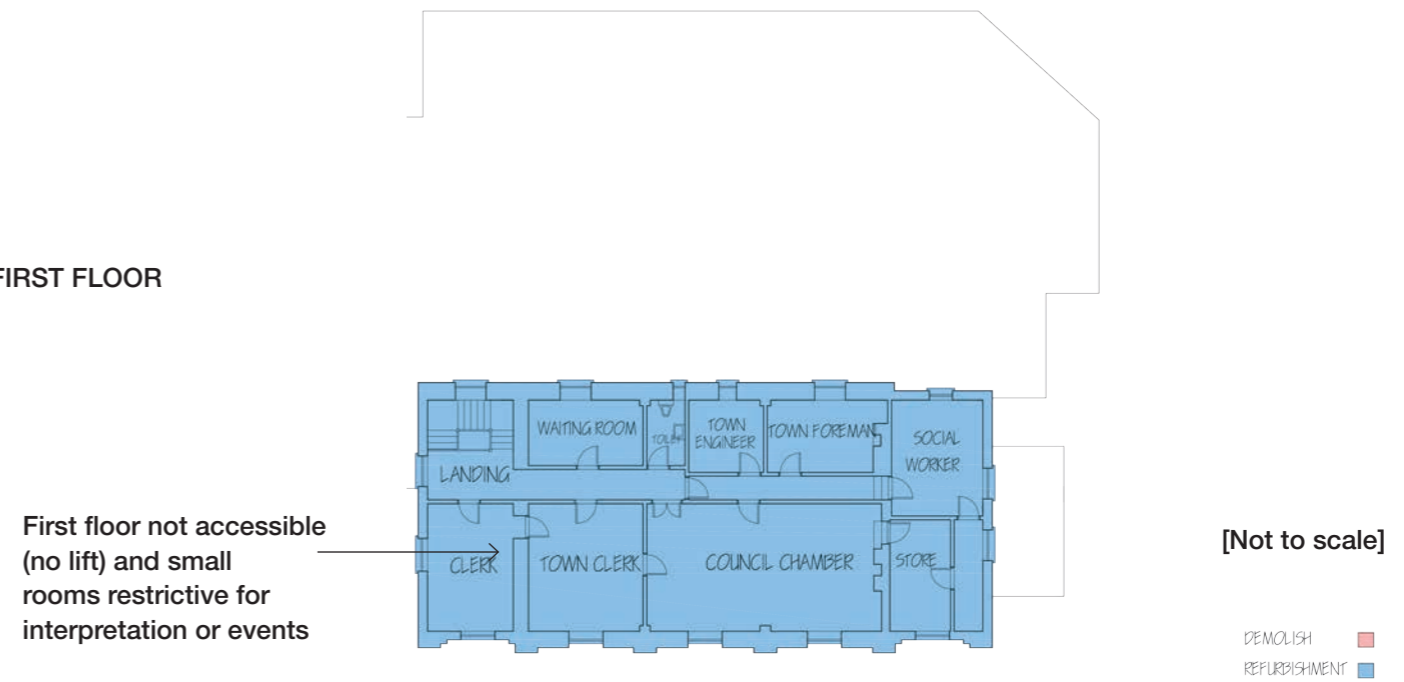 FIRST FLOOR
WAITING ROOM
TOILET
TOWN
ENGINEER
TOWN FOREMAN
SOCIAL
WORKER
LANDING
First floor not accessible
(no lift) and small
rooms restrictive for
interpretation or events
CLERK
TOWN CLERK
COUNCIL CHAMBER
STORE
[Not to scale]
DEMOLISH
REFURBISHMENT